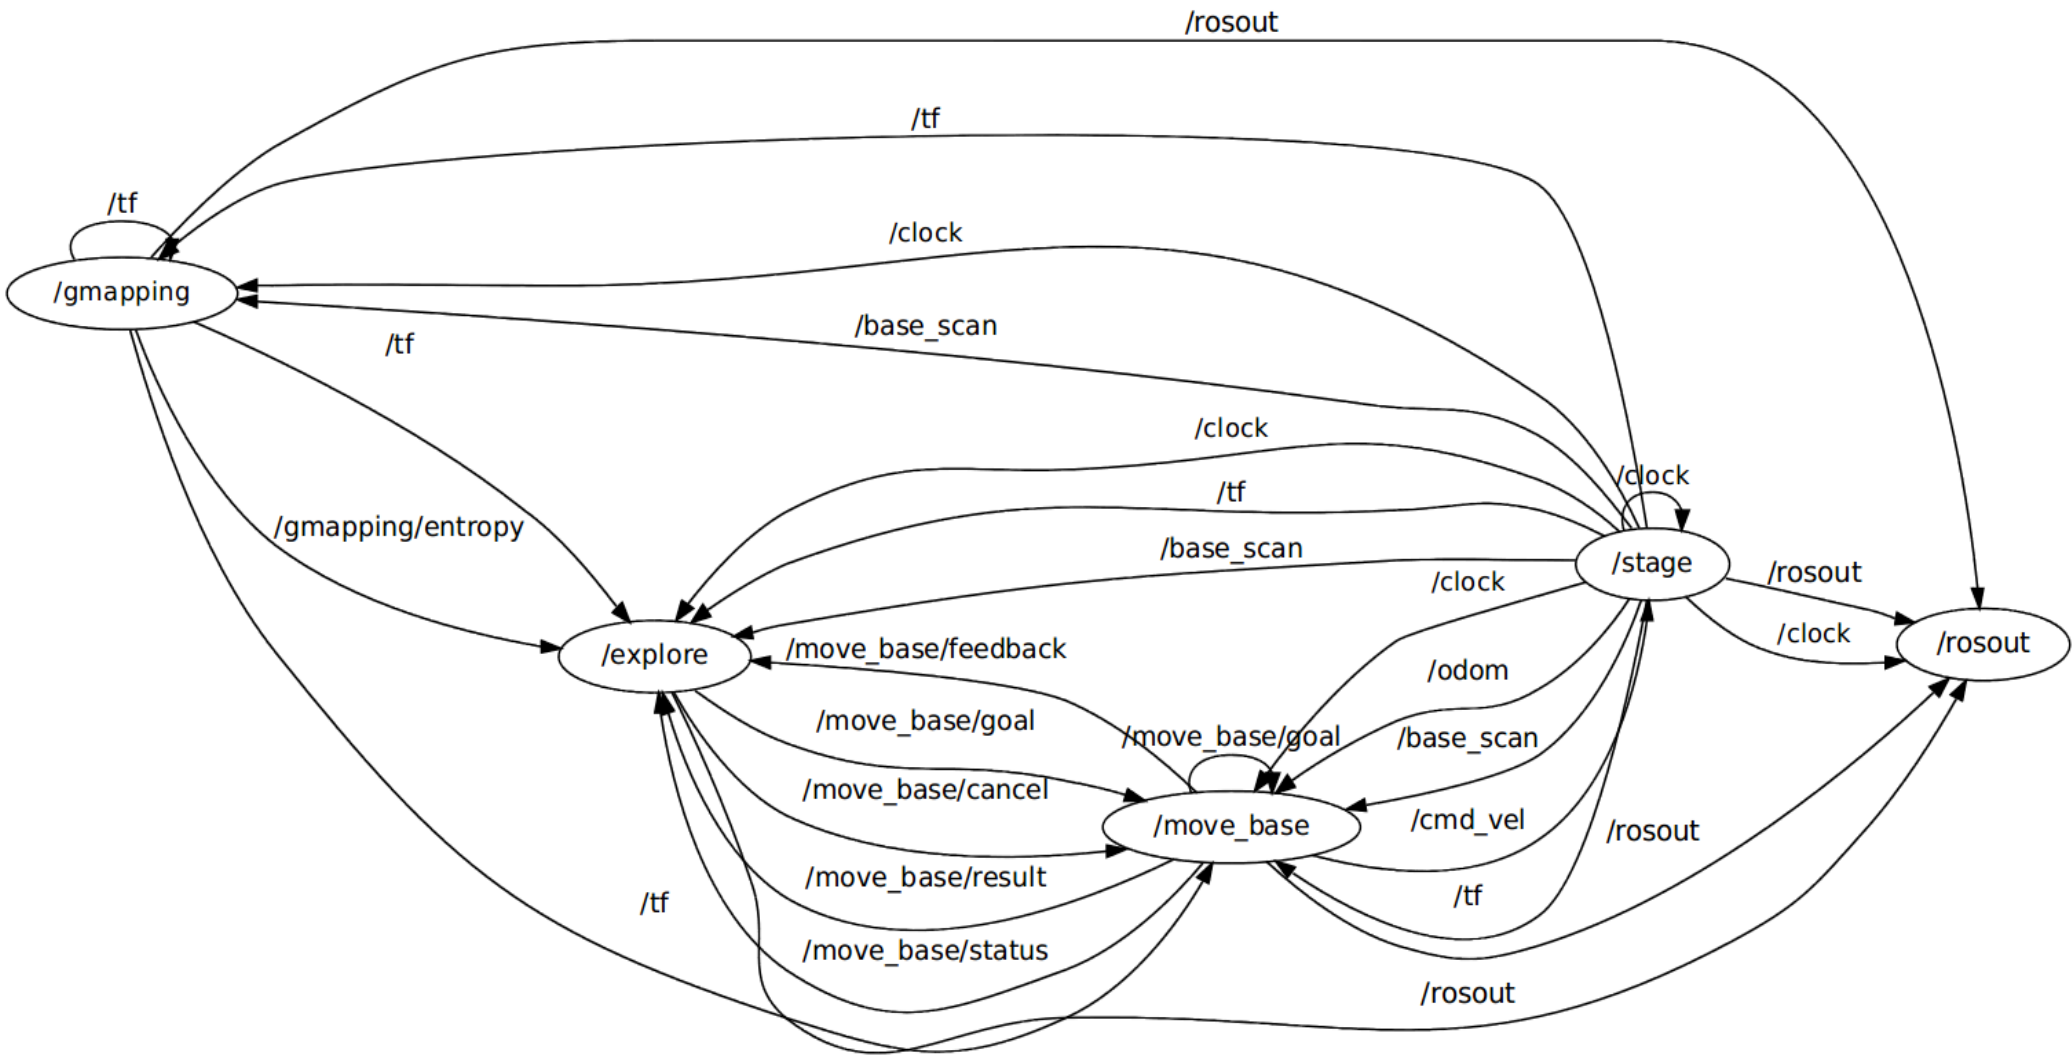 /rosout
/tf
/tf
/clock
/gmapping
/base_scan
/tf
/clock
/clock
/tf
/gmapping/entropy
/base_scan
/stage
/clock
/rosout
/clock
/rosout
/explore
/move_base/feedback
/odom
/move_base/goal
/move_base/goal
/base_scan
/move_base/cancel
/move_base
/cmd_vel
/rosout
/move_base/result
/tf
/tf
/move_base/status
/rosout